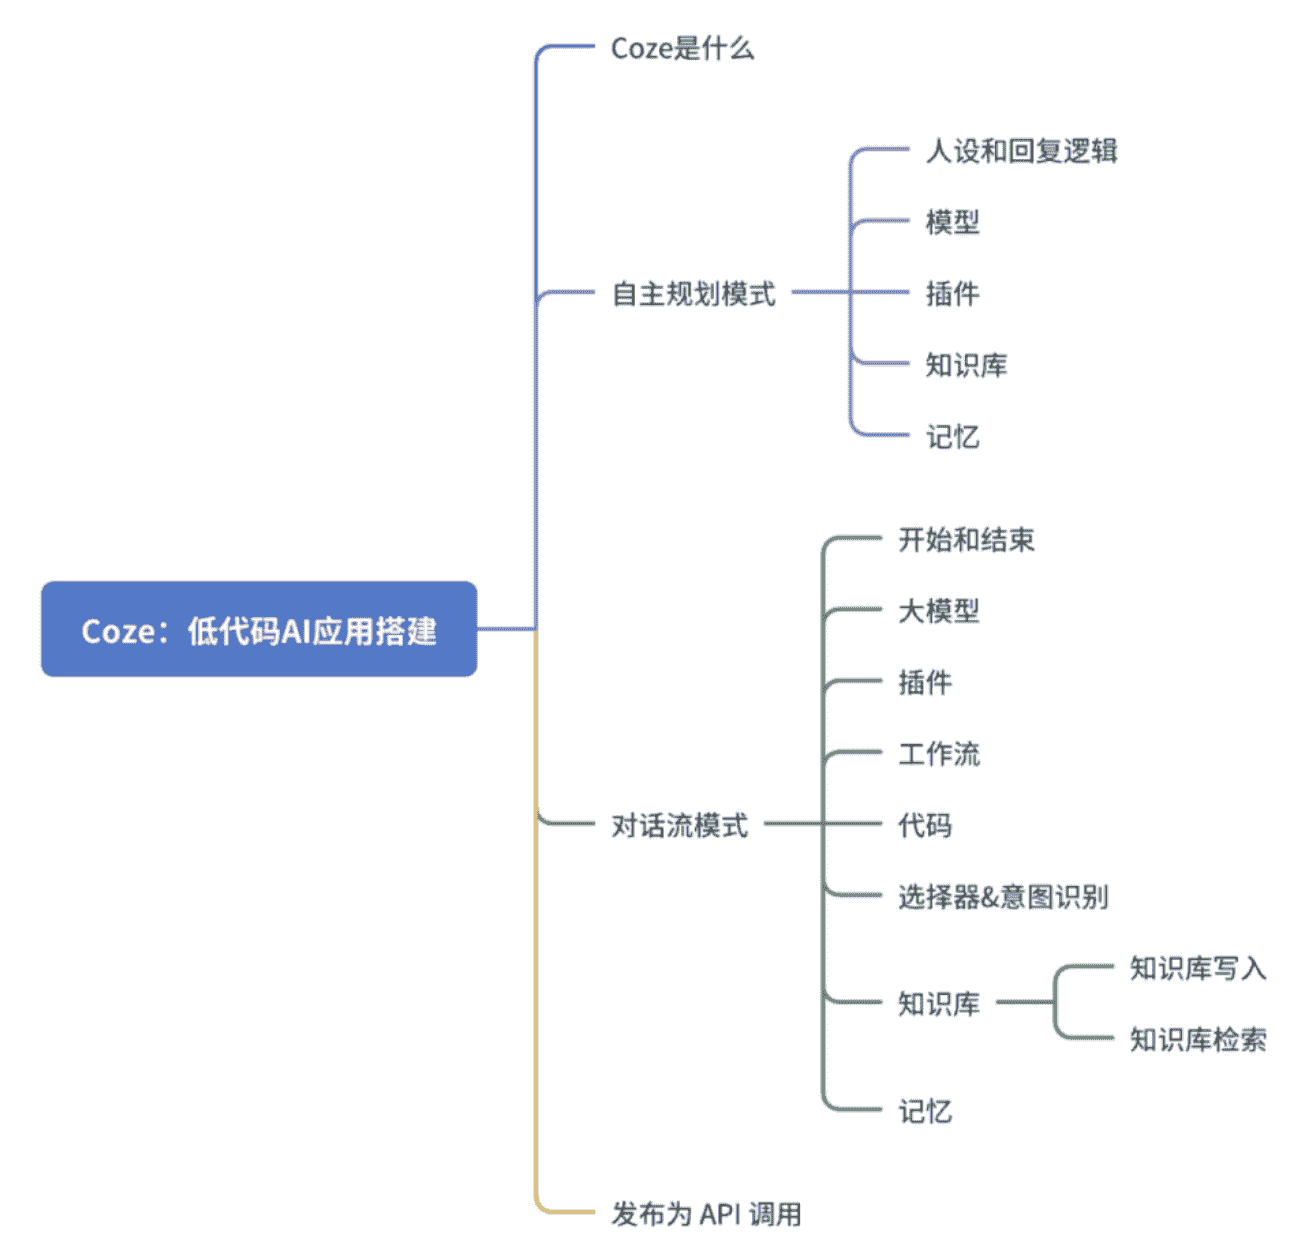 Coze：低代码AI应用搭建
Coze是什么
自主规划模式
人设和回复逻辑
模型
插件
知识库
记忆
对话流模式
开始和结束
大模型
插件
工作流
代码
选择器&意图识别
知识库
知识库写入
知识库检索
记忆
发布为 API 调用